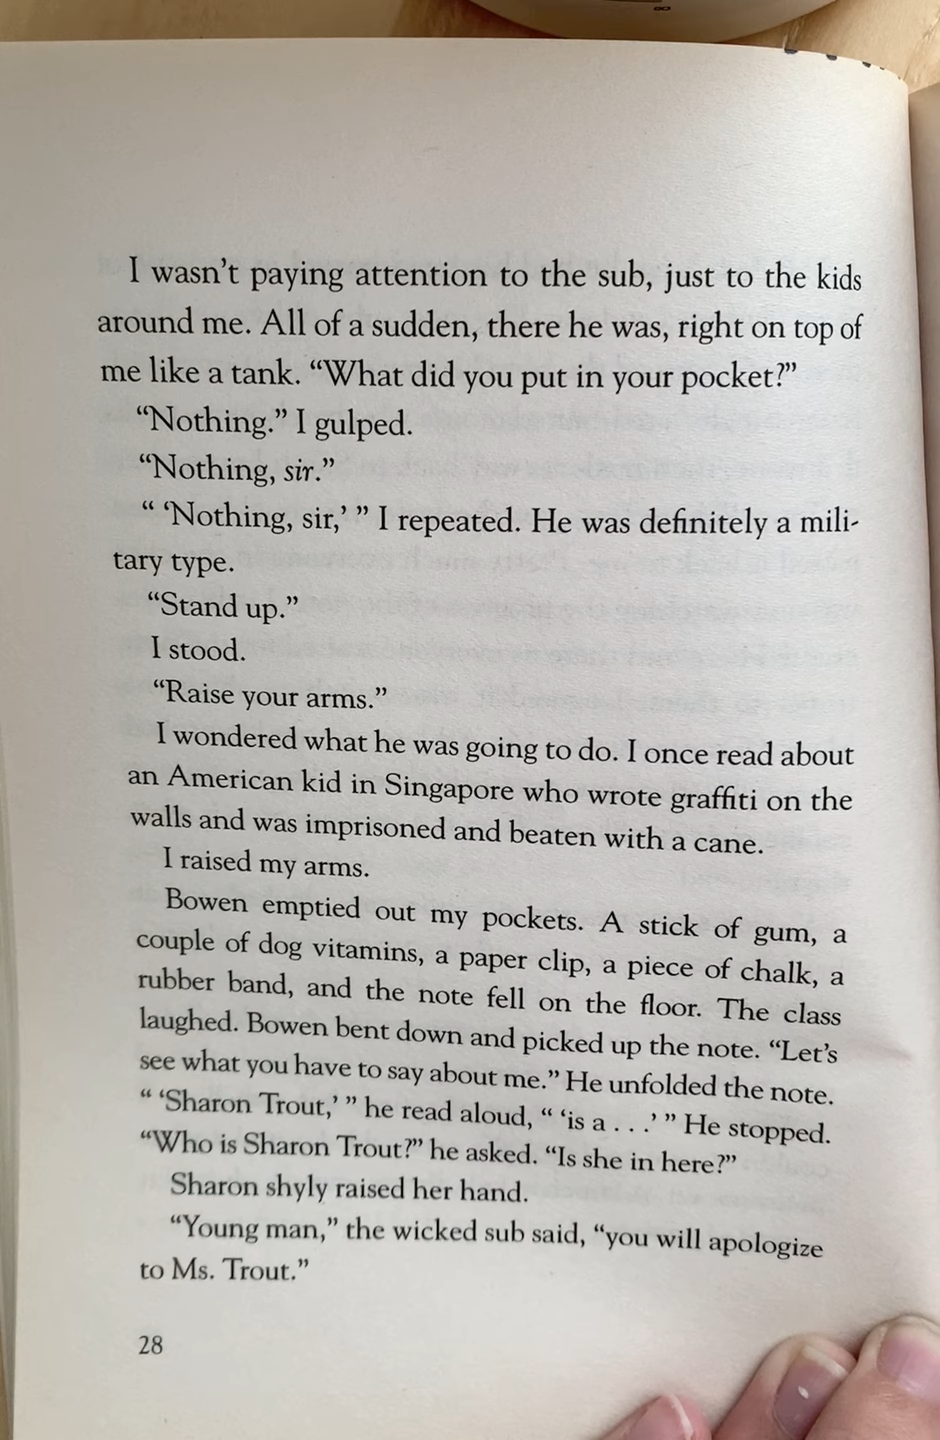 I wasn't paying attention to the sub, just to the kids
around me. All of a sudden, there he was, right on top of
me like a tank. “What did you put in your pocket?”
“Nothing.” I gulped.
“Nothing, sir.”
“ ‘Nothing, sir,’ ” I repeated. He was definitely a mili-
tary type.
“Stand up.”
I stood.
“Raise your arms.”
I wondered what he was going to do. I once read about
an American kid in Singapore who wrote graffiti on the
walls and was imprisoned and beaten with a cane.
I raised my arms.
Bowen emptied out my pockets. A stick of gum, a
couple of dog vitamins, a paper clip, a piece of chalk, a
rubber band, and the note fell on the floor. The class
laughed. Bowen bent down and picked up the note. “Let's
see what you have to say about me.” He unfolded the note.
“ ‘Sharon Trout,’ ” he read aloud, “ ‘is a . . .’ ” He stopped.
“Who is Sharon Trout?” he asked. “Is she in here?”
Sharon shyly raised her hand.
“Young man,” the wicked sub said, “you will apologize
to Ms. Trout.”
28